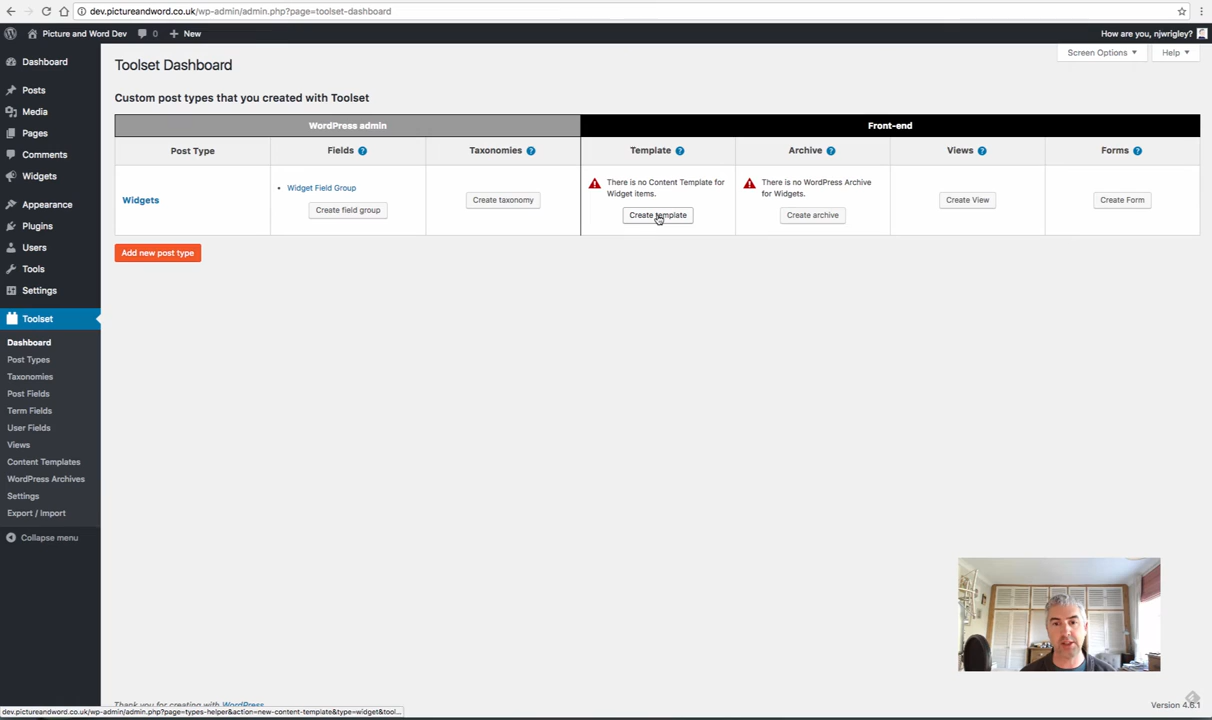 dev.pictureandword.co.uk/wp-admin/admin.php?page=toolset-dashboard
Picture and Word Dev 0 New How are you, njwrigley?
Screen Options Help
Dashboard
Posts
Media
Pages
Comments
Widgets
Appearance
Plugins
Users
Tools
Settings
Toolset
Dashboard
Post Types
Taxonomies
Post Fields
Term Fields
User Fields
Views
Content Templates
WordPress Archives
Settings
Export / Import
Collapse menu
Toolset Dashboard
Custom post types that you created with Toolset
WordPress admin Front-end
Post Type Fields ? Taxonomies ? Template ? Archive ? Views ? Forms ?
Widgets
Widget Field Group
Create field group
Create taxonomy
There is no Content Template for
Widget items.
Create template
There is no WordPress Archive
for Widgets.
Create archive
Create View
Create Form
Add new post type
Thank you for creating with WordPress
Version 4.6.1
dev.pictureandword.co.uk/wp-admin/admin.php?page=types-helper&action=new-content-template&type=widget&tool...